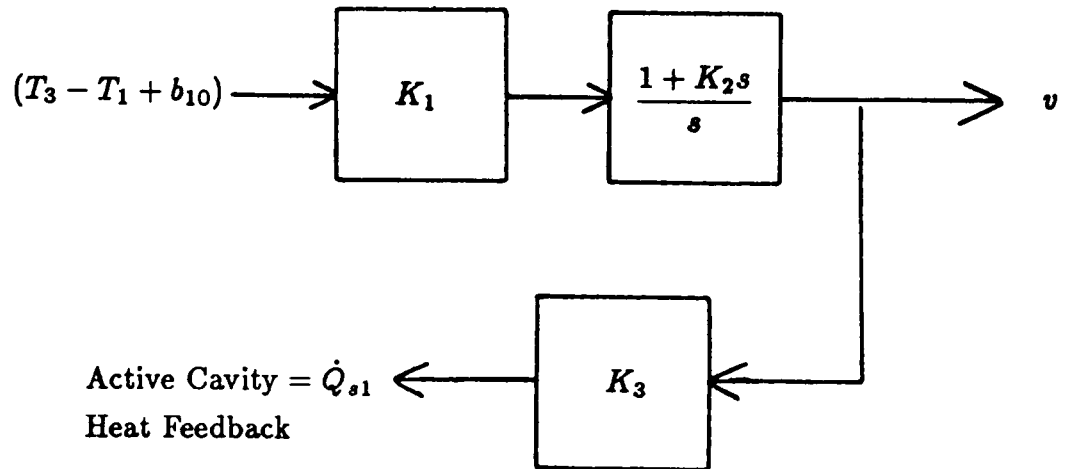 (T₃ − T₁ + b₁₀)
K₁
1 + K₂s
s
v
Active Cavity = Q̇ₛ₁
Heat Feedback
K₃